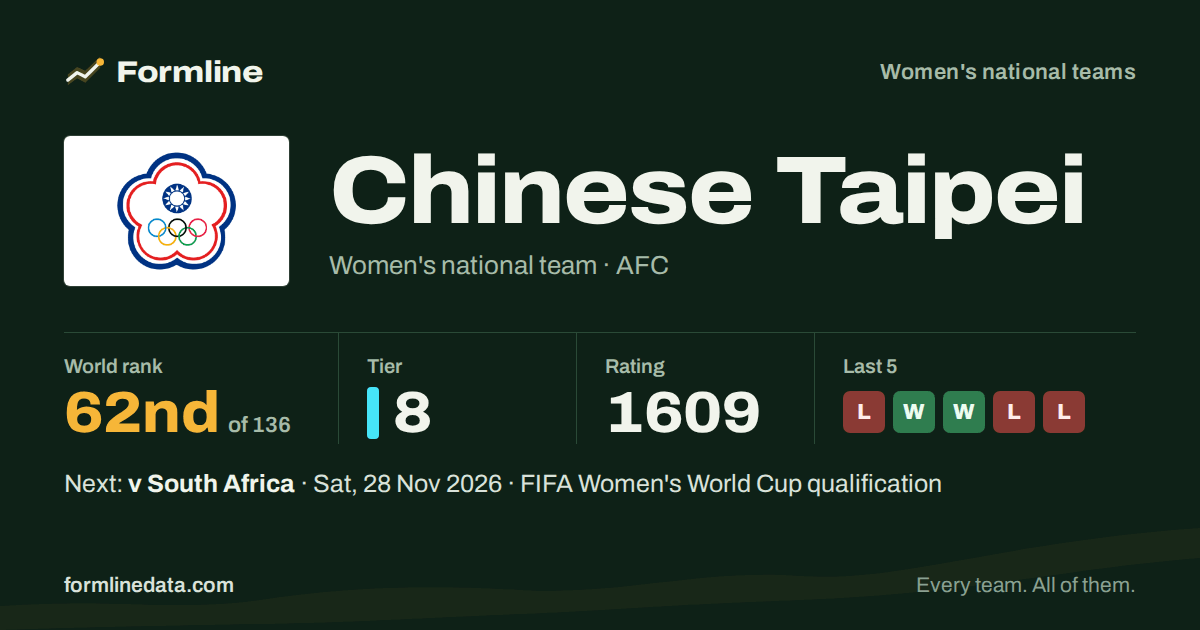 Formline
Women's national teams
Chinese Taipei
Women's national team · AFC
World rank
62nd of 136
Tier
8
Rating
1609
Last 5
L W W L L
Next: v South Africa · Sat, 28 Nov 2026 · FIFA Women's World Cup qualification
formlinedata.com
Every team. All of them.